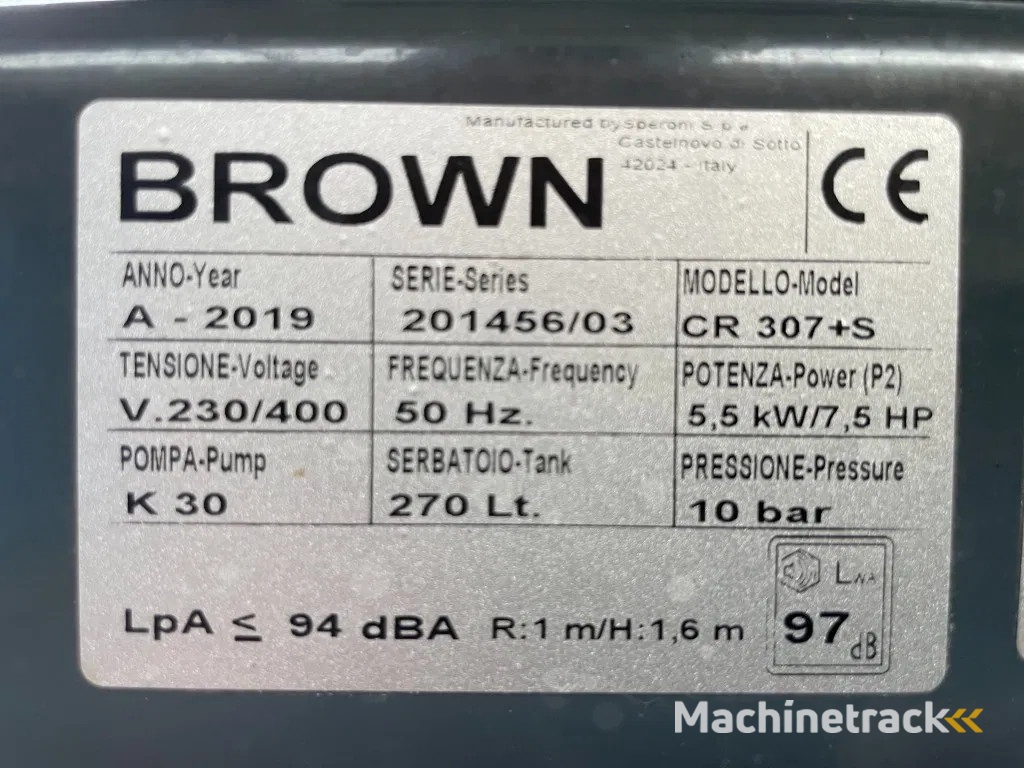 Manufactured by Speroni S.p.a
Castelnovo di Sotto
42024 - Italy
BROWN
CE
ANNO-Year
SERIE-Series
MODELLO-Model
A - 2019
201456/03
CR 307+S
TENSIONE-Voltage
FREQUENZA-Frequency
POTENZA-Power (P2)
V.230/400
50 Hz.
5,5 kW/7,5 HP
POMPA-Pump
SERBATOIO-Tank
PRESSIONE-Pressure
K 30
270 Lt.
10 bar
LWA
LpA ≤ 94 dBA R:1 m/H:1,6 m
97 dB
Machinetrack